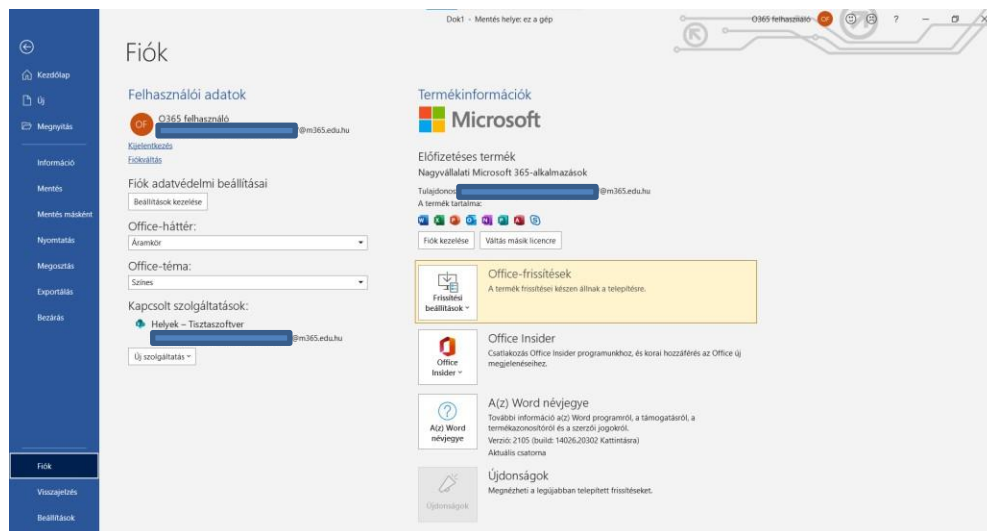 Dok1 - Mentés helye: ez a gép
O365 felhasználó OF
?
Kezdőlap
Új
Megnyitás
Információ
Mentés
Mentés másként
Nyomtatás
Megosztás
Exportálás
Bezárás
Fiók
Visszajelzés
Beállítások
Fiók
Felhasználói adatok
OF
O365 felhasználó
@m365.edu.hu
Kijelentkezés
Fiókváltás
Fiók adatvédelmi beállításai
Beállítások kezelése
Office-háttér:
Áramkör
Office-téma:
Színes
Kapcsolt szolgáltatások:
Helyek – Tisztaszoftver
@m365.edu.hu
Új szolgáltatás
Termékinformációk
Microsoft
Előfizetéses termék
Nagyvállalati Microsoft 365-alkalmazások
Tulajdonos
@m365.edu.hu
A termék tartalma:
Fiók kezelése
Váltás másik licencre
Frissítési
beállítások
Office-frissítések
A termék frissítései készen állnak a telepítésre.
Office
Insider
Office Insider
Csatlakozás Office Insider programunkhoz, és korai hozzáférés az Office új
megjelenéseihez.
A(z) Word
névjegye
A(z) Word névjegye
További információ a(z) Word programról, a támogatásról, a
termékazonosítóról és a szerzői jogokról.
Verzió: 2105 (build: 14026.20302 Kattintásra)
Aktuális csatorna
Újdonságok
Újdonságok
Megnézheti a legújabban telepített frissítéseket.